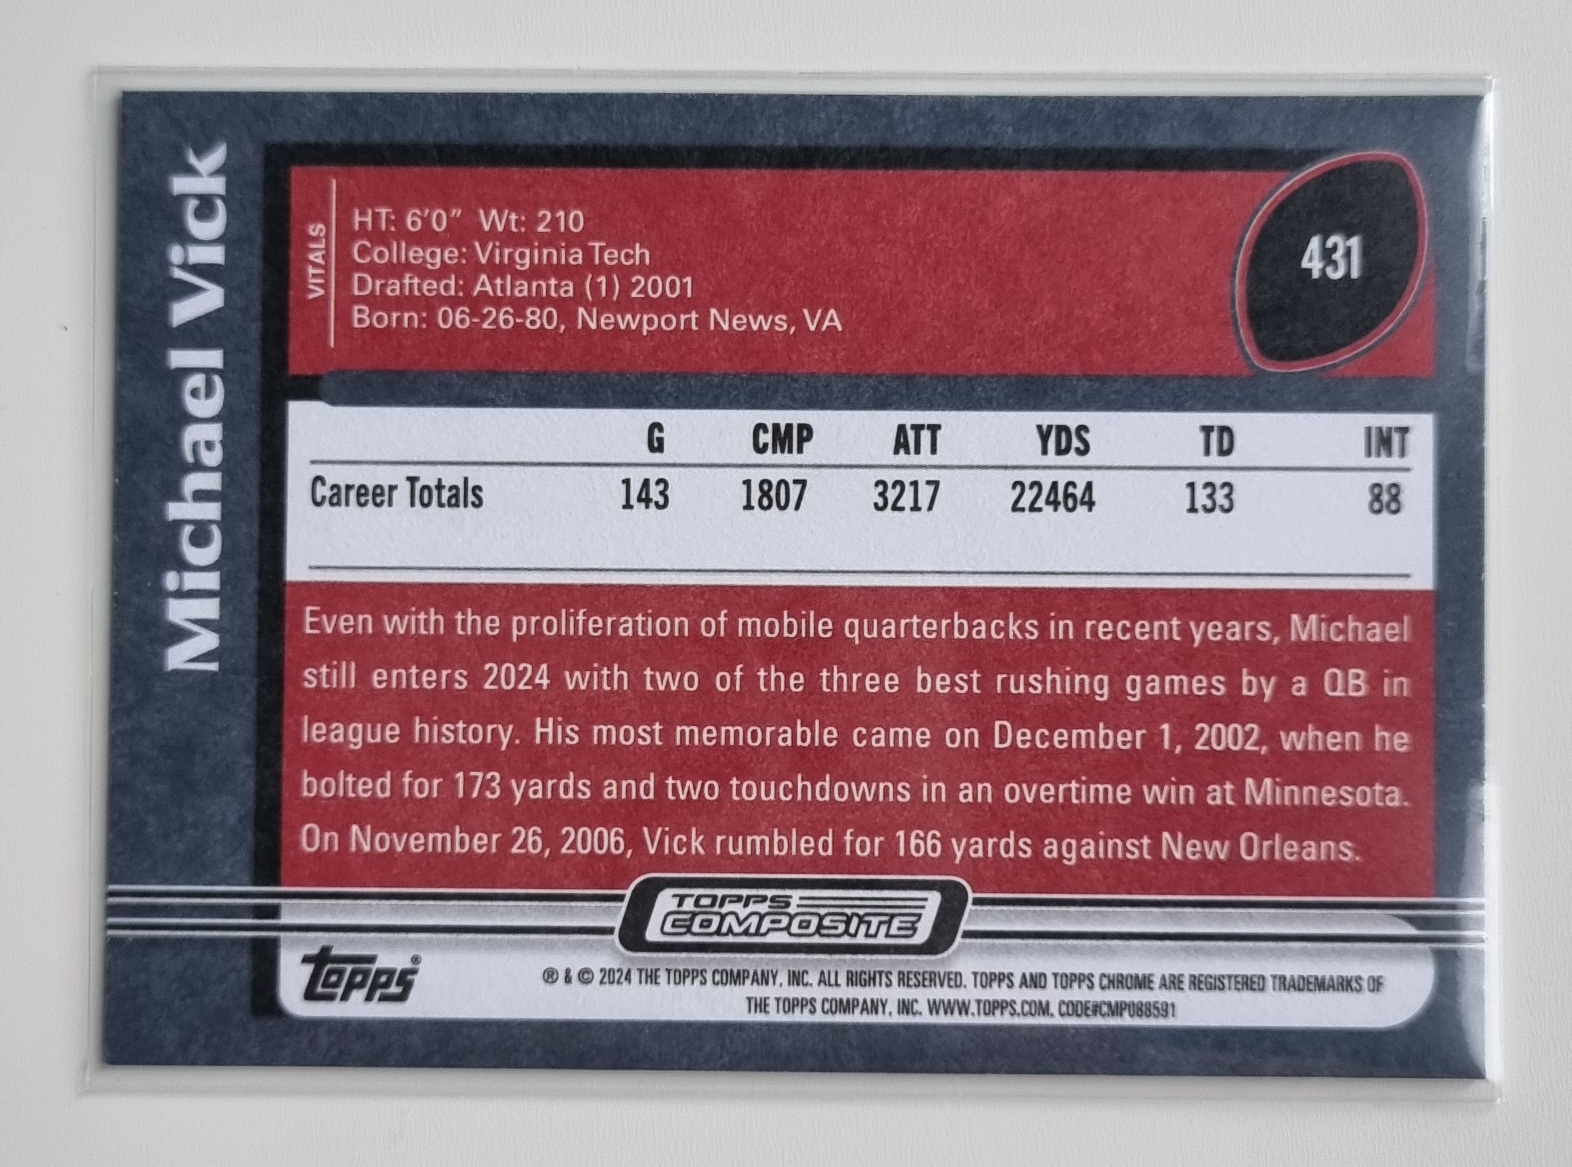 Michael Vick
VITALS
HT: 6'0" Wt: 210
College: Virginia Tech
Drafted: Atlanta (1) 2001
Born: 06-26-80, Newport News, VA
431
G CMP ATT YDS TD INT
Career Totals 143 1807 3217 22464 133 88
Even with the proliferation of mobile quarterbacks in recent years, Michael
still enters 2024 with two of the three best rushing games by a QB in
league history. His most memorable came on December 1, 2002, when he
bolted for 173 yards and two touchdowns in an overtime win at Minnesota.
On November 26, 2006, Vick rumbled for 166 yards against New Orleans.
TOPPS
COMPOSITE
topps®
® & © 2024 THE TOPPS COMPANY, INC. ALL RIGHTS RESERVED. TOPPS AND TOPPS CHROME ARE REGISTERED TRADEMARKS OF
THE TOPPS COMPANY, INC. WWW.TOPPS.COM. CODE#CMP088591